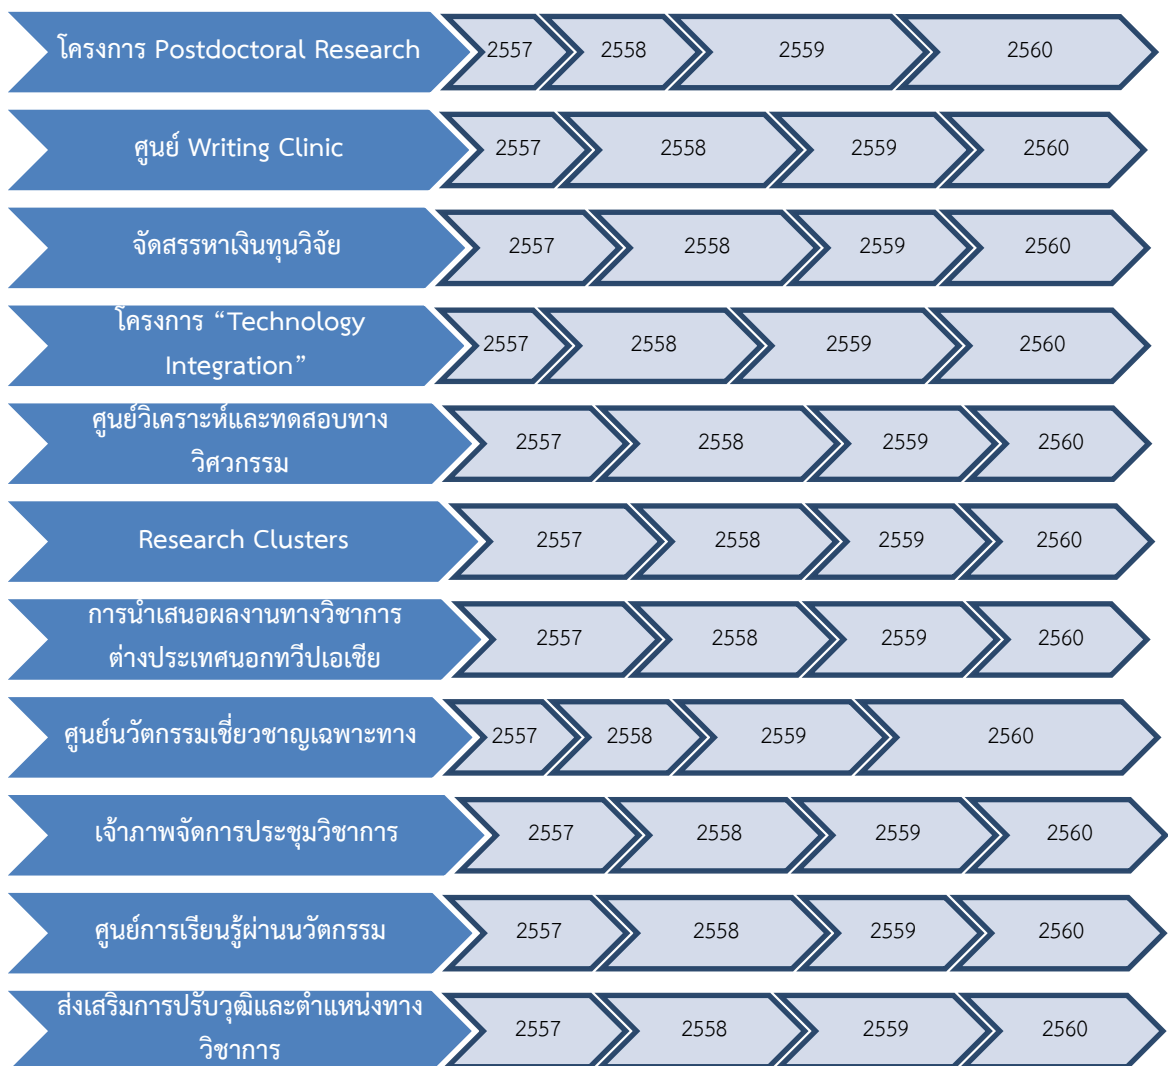 โครงการ Postdoctoral Research 2557 2558 2559 2560
ศูนย์ Writing Clinic 2557 2558 2559 2560
จัดสรรหาเงินทุนวิจัย 2557 2558 2559 2560
โครงการ “Technology
Integration” 2557 2558 2559 2560
ศูนย์วิเคราะห์และทดสอบทาง
วิศวกรรม 2557 2558 2559 2560
Research Clusters 2557 2558 2559 2560
การนำเสนอผลงานทางวิชาการ
ต่างประเทศนอกทวีปเอเชีย 2557 2558 2559 2560
ศูนย์นวัตกรรมเชี่ยวชาญเฉพาะทาง 2557 2558 2559 2560
เจ้าภาพจัดการประชุมวิชาการ 2557 2558 2559 2560
ศูนย์การเรียนรู้ผ่านนวัตกรรม 2557 2558 2559 2560
ส่งเสริมการปรับวุฒิและตำแหน่งทาง
วิชาการ 2557 2558 2559 2560